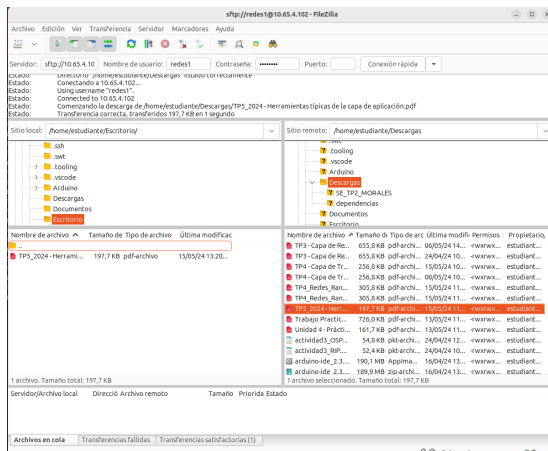 sftp://redes1@10.65.4.102 - FileZilla
Archivo Edición Ver Transferencia Servidor Marcadores Ayuda
Servidor: sftp://10.65.4.10 Nombre de usuario: redes1 Contraseña: •••••••• Puerto: Conexión rápida
Estado: Directorio "/home/estudiante/Descargas" listado correctamente
Estado: Conectando a 10.65.4.102...
Estado: Using username "redes1".
Estado: Connected to 10.65.4.102
Estado: Comenzando la descarga de /home/estudiante/Descargas/TP5_2024 - Herramientas típicas de la capa de aplicación.pdf
Estado: Transferencia correcta, transferidos 197,7 KB en 1 segundo
Sitio local: /home/estudiante/Escritorio/
.ssh
.swt
.tooling
.vscode
Arduino
Descargas
Documentos
Escritorio
Sitio remoto: /home/estudiante/Descargas
.swt
.tooling
.vscode
Arduino
Descargas
SE_TP2_MORALES
dependencias
Documentos
Escritorio
Nombre de archivo Tamaño de Tipo de archivo Última modificac
..
TP5_2024 - Herrami... 197,7 KB pdf-archivo 15/05/24 13:20...
1 archivo. Tamaño total: 197,7 KB
Nombre de archivo Tamaño de Tipo de arc Última modifi Permisos Propietario,
TP3 - Capa de Re... 655,8 KB pdf-archi... 06/05/24 14... -rwxrwx... estudiant...
TP3 - Capa de Re... 655,8 KB pdf-archi... 24/04/24 10... -rwxrwx... estudiant...
TP4 - Capa de Tr... 256,8 KB pdf-archi... 15/05/24 10... -rwxrwx... estudiant...
TP4 - Capa de Tr... 256,8 KB pdf-archi... 08/05/24 10... -rwxrwx... estudiant...
TP4_Redes_Ran... 305,8 KB pdf-archi... 15/05/24 11... -rwxrwx... estudiant...
TP4_Redes_Ran... 305,8 KB pdf-archi... 15/05/24 11... -rwxrwx... estudiant...
TP5_2024 - Herr... 197,7 KB pdf-archi... 15/05/24 11... -rwxrwx... estudiant...
Trabajo Practic... 726,0 KB pdf-archi... 13/05/24 11... -rwxrwx... estudiant...
Unidad 4 - Prácti... 161,7 KB pdf-archi... 13/05/24 11... -rwxrwx... estudiant...
actividad3_OSP... 54,8 KB pkt-archi... 24/04/24 12... -rwxrwx... estudiant...
actividad3_RIP.... 52,4 KB pkt-archi... 24/04/24 10... -rwxrwx... estudiant...
arduino-ide_2.3.... 190,1 MB Appima... 16/04/24 13... -rwxrwx... estudiant...
arduino-ide_2.3.... 189,9 MB zip-archi... 16/04/24 13... -rwxrwx... estudiant...
1 archivo seleccionado. Tamaño total: 197,7 KB
Servidor/Archivo local Direcció Archivo remoto Tamaño Priorida Estado
Archivos en cola Transferencias fallidas Transferencias satisfactorias (1)